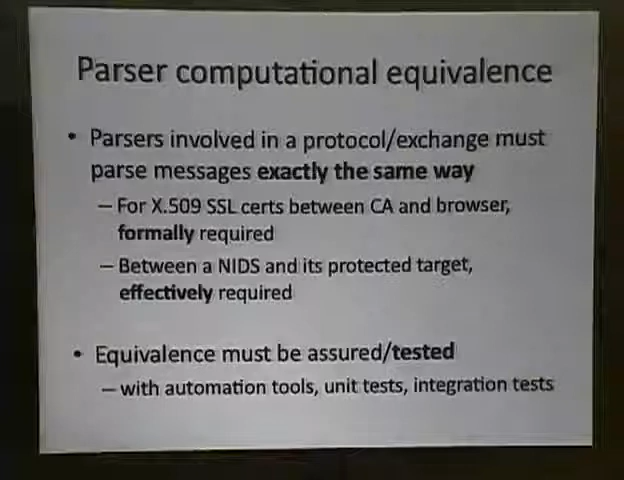 Parser computational equivalence
• Parsers involved in a protocol/exchange must
parse messages exactly the same way
– For X.509 SSL certs between CA and browser,
formally required
– Between a NIDS and its protected target,
effectively required
• Equivalence must be assured/tested
– with automation tools, unit tests, integration tests